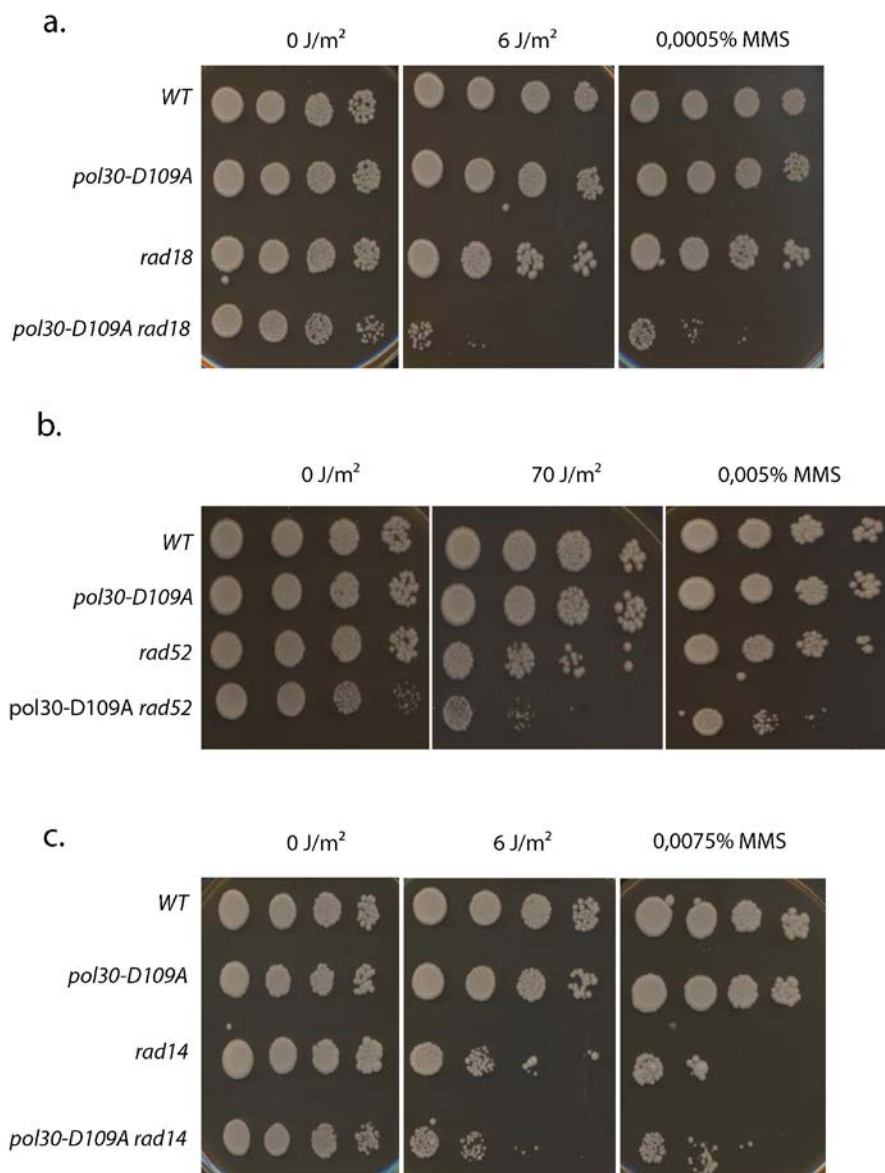 a.
0 J/m² 6 J/m² 0,0005% MMS
WT
pol30-D109A
rad18
pol30-D109A rad18
b.
0 J/m² 70 J/m² 0,005% MMS
WT
pol30-D109A
rad52
pol30-D109A rad52
c.
0 J/m² 6 J/m² 0,0075% MMS
WT
pol30-D109A
rad14
pol30-D109A rad14